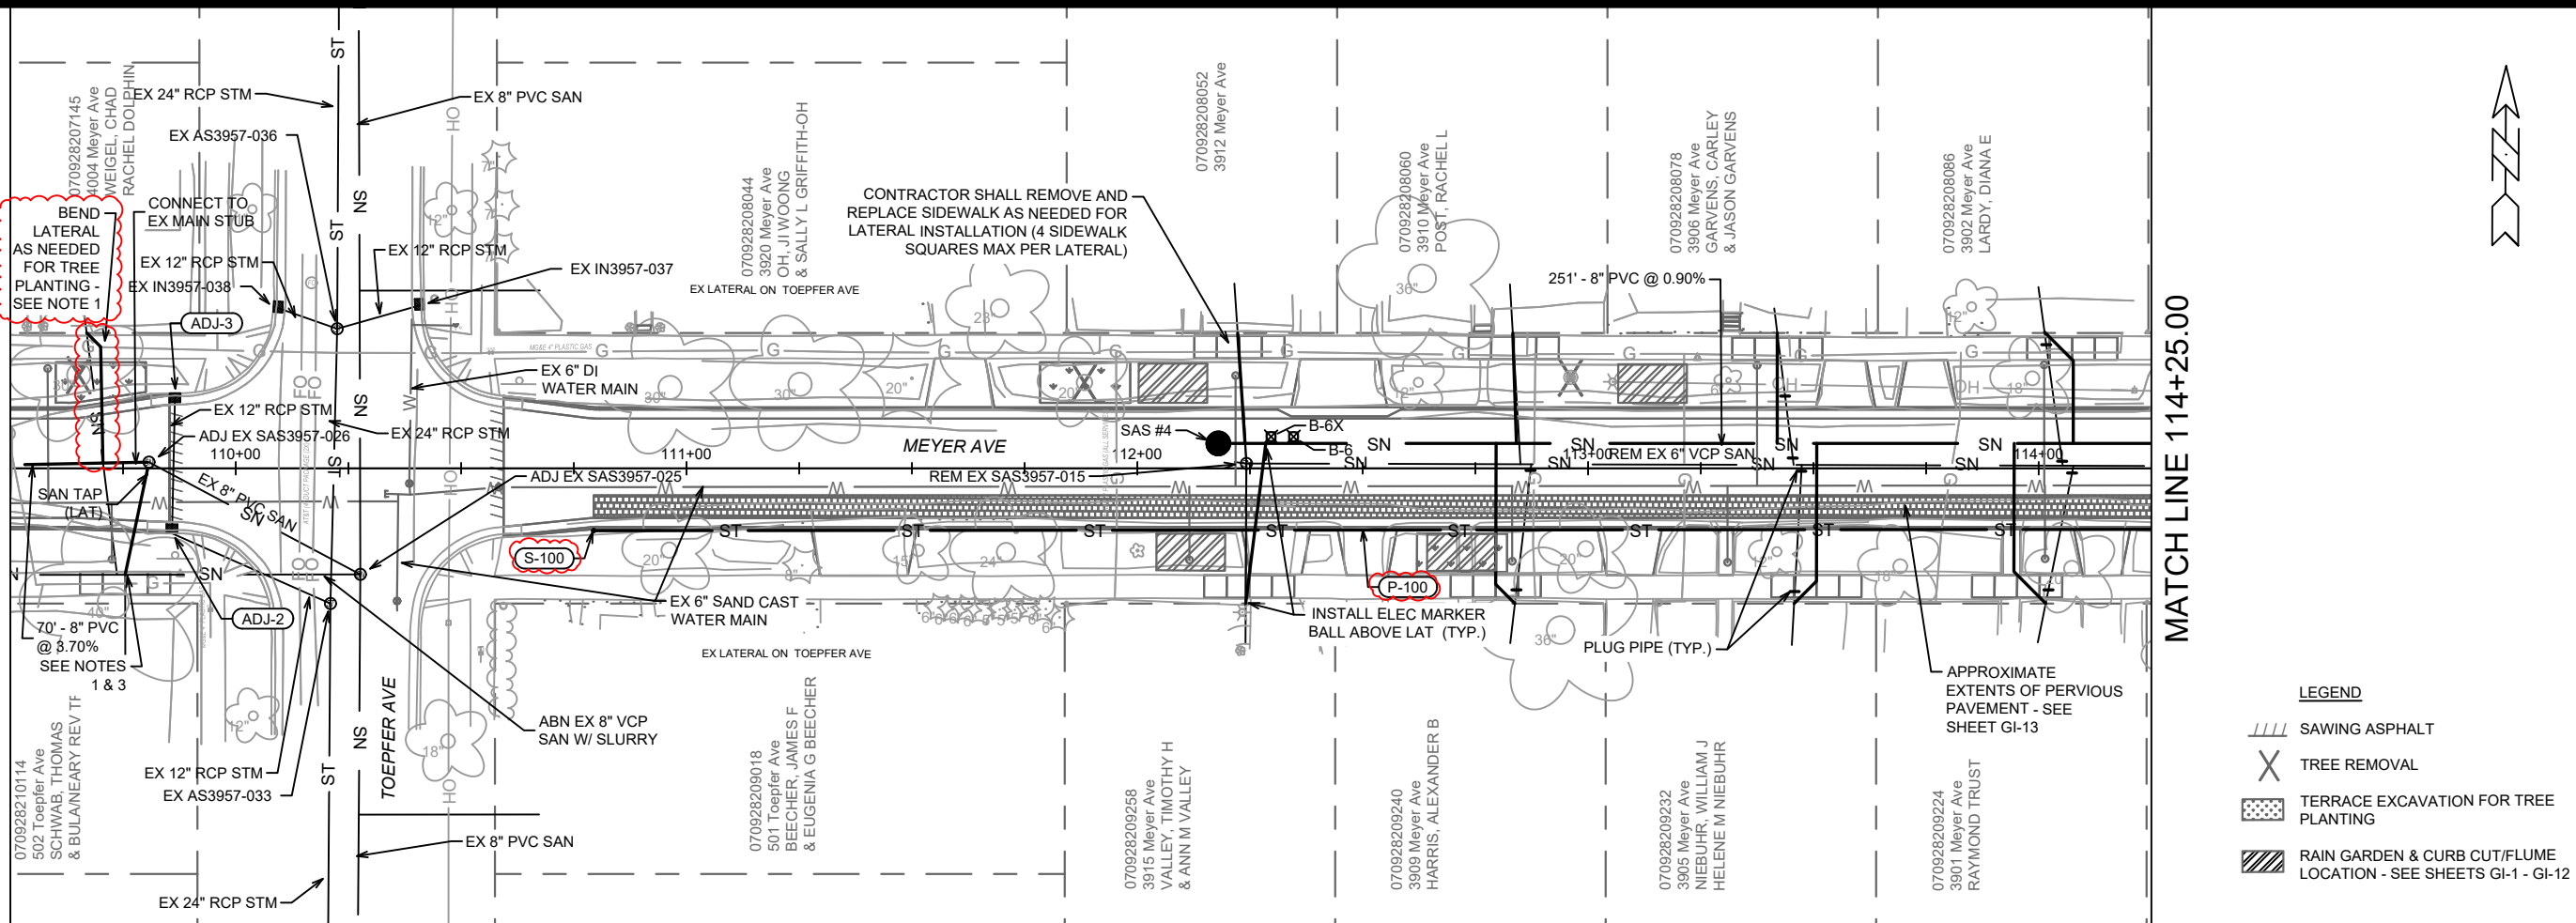 EX 24" RCP STM
EX 8" PVC SAN
EX AS3957-036
070928207145
4004 Meyer Ave
WEIGEL, CHAD
RACHEL DOLPHIN
BEND
LATERAL
AS NEEDED
FOR TREE
PLANTING -
SEE NOTE 1
CONNECT TO
EX MAIN STUB
EX 12" RCP STM
EX IN3957-038
ADJ-3
EX 12" RCP STM
EX IN3957-037
070928208044
3920 Meyer Ave
OH, JI WOONG
& SALLY L GRIFFITH-OH
EX LATERAL ON TOEPFER AVE
CONTRACTOR SHALL REMOVE AND
REPLACE SIDEWALK AS NEEDED FOR
LATERAL INSTALLATION (4 SIDEWALK
SQUARES MAX PER LATERAL)
070928208052
3912 Meyer Ave
070928208060
3910 Meyer Ave
POST, RACHEL L
251' - 8" PVC @ 0.90%
070928208078
3906 Meyer Ave
GARVENS, CARLEY
& JASON GARVENS
070928208086
3902 Meyer Ave
LARDY, DIANA E
N
MATCH LINE 114+25.00
EX 6" DI
WATER MAIN
EX 12" RCP STM
ADJ EX SAS3957-026
EX 24" RCP STM
110+00
111+00
112+00
113+00
114+00
MEYER AVE
SAS #4
B-6X
B-6
REM EX 6" VCP SAN
REM EX SAS3957-015
ADJ EX SAS3957-025
SAN TAP
(LAT)
EX 8" PVC SAN
S-100
P-100
ADJ-2
70' - 8" PVC
@ 3.70%
SEE NOTES
1 & 3
EX 6" SAND CAST
WATER MAIN
EX LATERAL ON TOEPFER AVE
INSTALL ELEC MARKER
BALL ABOVE LAT (TYP.)
PLUG PIPE (TYP.)
APPROXIMATE
EXTENTS OF PERVIOUS
PAVEMENT - SEE
SHEET GI-13
ABN EX 8" VCP
SAN W/ SLURRY
TOEPFER AVE
EX 12" RCP STM
EX AS3957-033
EX 8" PVC SAN
EX 24" RCP STM
070928210114
502 Toepfer Ave
SCHWAB, THOMAS
& BULA/NEARY REV TF
070928209018
501 Toepfer Ave
BEECHER, JAMES F
& EUGENIA G BEECHER
070928209258
3915 Meyer Ave
VALLEY, TIMOTHY H
& ANN M VALLEY
070928209240
3909 Meyer Ave
HARRIS, ALEXANDER B
070928209232
3905 Meyer Ave
NIEBUHR, WILLIAM J
HELENE M NIEBUHR
070928209224
3901 Meyer Ave
RAYMOND TRUST
LEGEND
SAWING ASPHALT
TREE REMOVAL
TERRACE EXCAVATION FOR TREE
PLANTING
RAIN GARDEN & CURB CUT/FLUME
LOCATION - SEE SHEETS GI-1 - GI-12